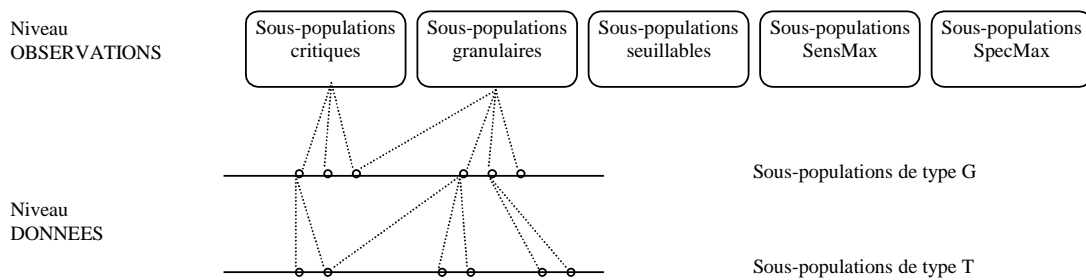 Niveau
OBSERVATIONS
Sous-populations
critiques
Sous-populations
granulaires
Sous-populations
seuillables
Sous-populations
SensMax
Sous-populations
SpecMax
Sous-populations de type G
Niveau
DONNEES
Sous-populations de type T